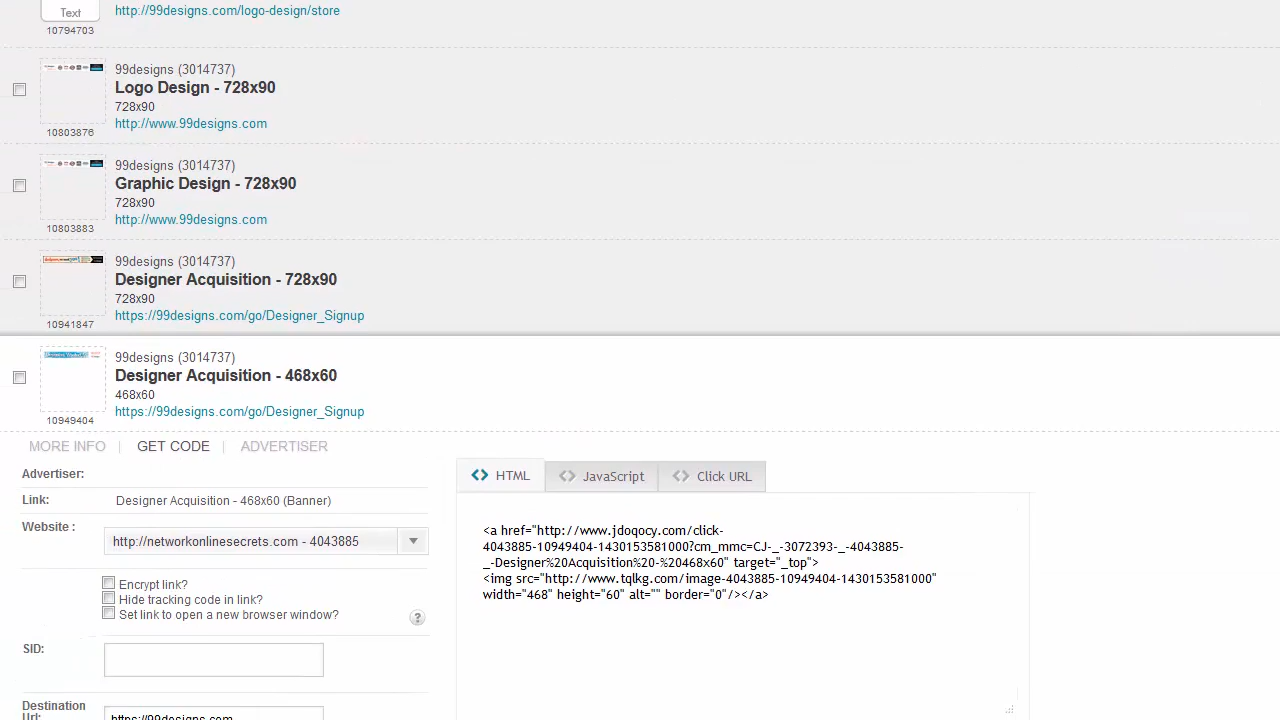 Text
http://99designs.com/logo-design/store
10794703
99designs (3014737)
Logo Design - 728x90
728x90
http://www.99designs.com
10803876
99designs (3014737)
Graphic Design - 728x90
728x90
http://www.99designs.com
10803883
99designs (3014737)
Designer Acquisition - 728x90
728x90
https://99designs.com/go/Designer_Signup
10941847
99designs (3014737)
Designer Acquisition - 468x60
468x60
https://99designs.com/go/Designer_Signup
10949404
MORE INFO | GET CODE | ADVERTISER
Advertiser:
Link: Designer Acquisition - 468x60 (Banner)
Website : http://networkonlinesecrets.com - 4043885
Encrypt link?
Hide tracking code in link?
Set link to open a new browser window?
?
SID:
Destination
Url: https://99designs.com
<> HTML <> JavaScript <> Click URL
<a href="http://www.jdoqocy.com/click-
4043885-10949404-1430153581000?cm_mmc=CJ-_-3072393-_-4043885-
_-Designer%20Acquisition%20-%20468x60" target="_top">
<img src="http://www.tqlkg.com/image-4043885-10949404-1430153581000"
width="468" height="60" alt="" border="0"/></a>